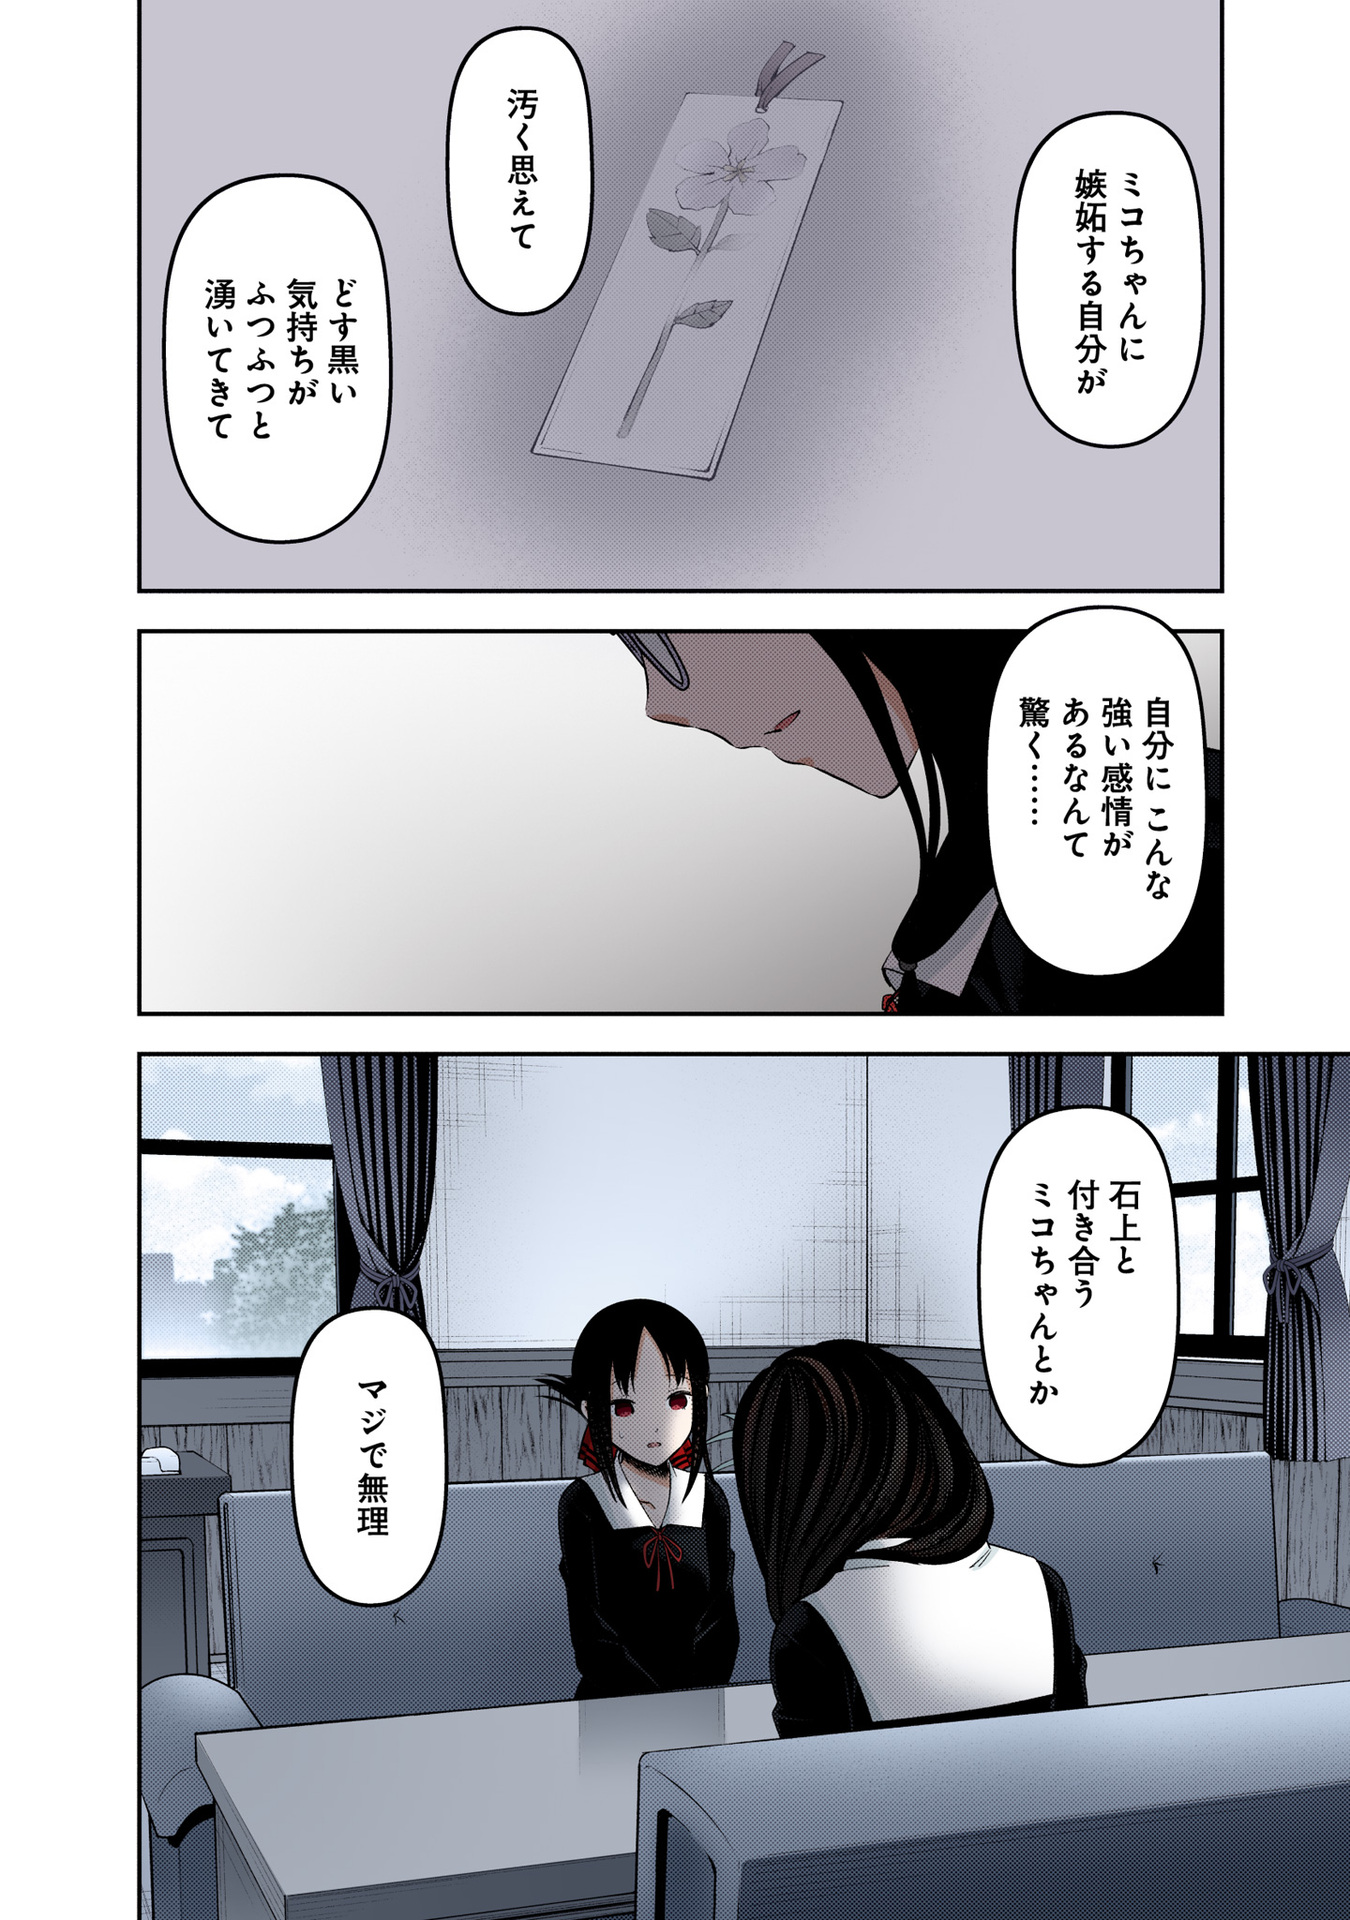 ミコちゃんに
嫉妬する自分が
汚く思えて
どす黒い
気持ちが
ふつふつと
湧いてきて
自分に こんな
強い感情が
あるなんて
驚く……
石上と
付き合う
ミコちゃんとか
マジで無理